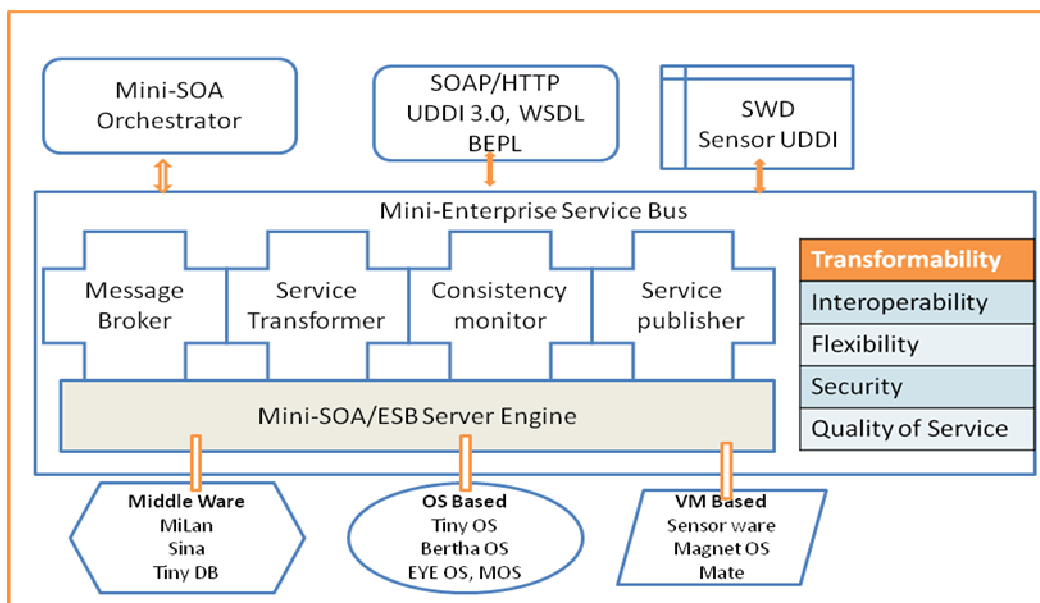 Mini-SOA
Orchestrator
SOAP/HTTP
UDDI 3.0, WSDL
BEPL
SWD
Sensor UDDI
Mini-Enterprise Service Bus
Message
Broker
Service
Transformer
Consistency
monitor
Service
publisher
Transformability
Interoperability
Flexibility
Security
Quality of Service
Mini-SOA/ESB Server Engine
Middle Ware
MiLan
Sina
Tiny DB
OS Based
Tiny OS
Bertha OS
EYE OS, MOS
VM Based
Sensor ware
Magnet OS
Mate